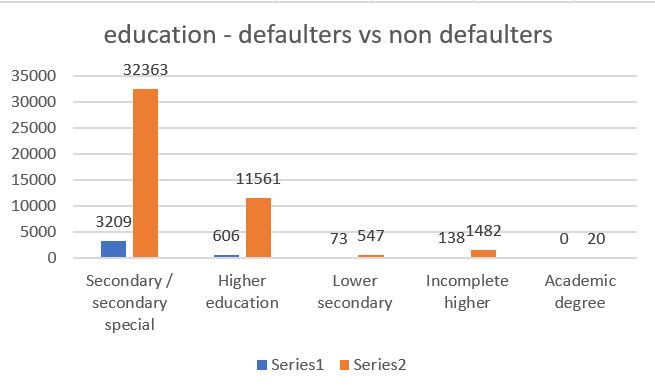 education - defaulters vs non defaulters
35000
30000
25000
20000
15000
10000
5000
0
3209
32363
606
11561
73
547
138
1482
0
20
Secondary /
secondary
special
Higher
education
Lower
secondary
Incomplete
higher
Academic
degree
Series1
Series2